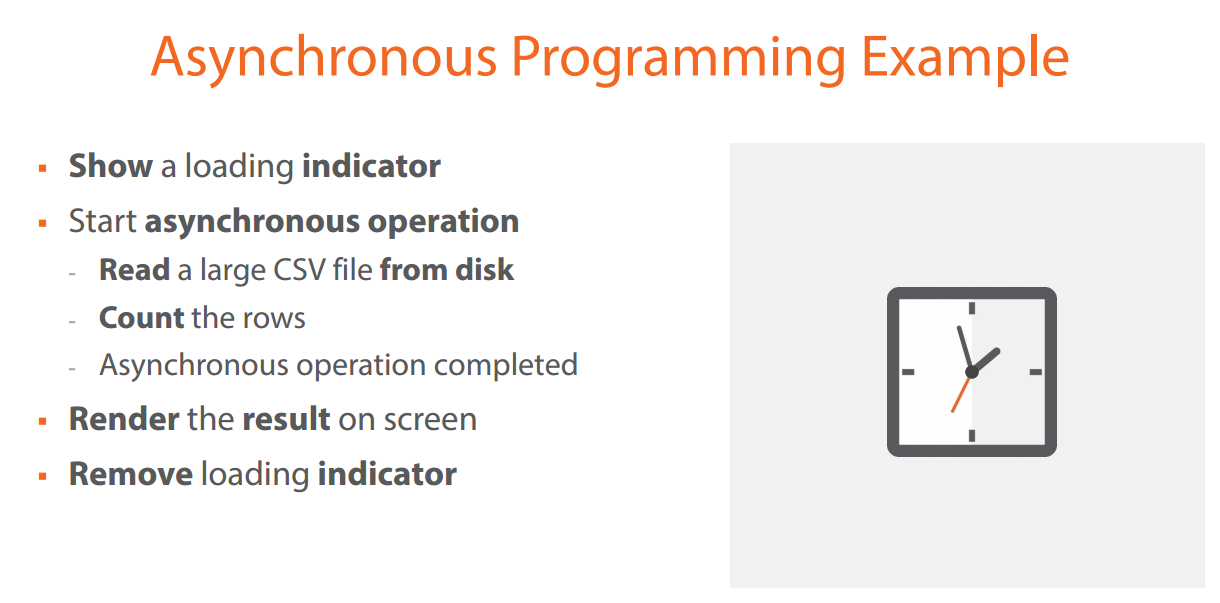 Asynchronous Programming Example
▪ Show a loading indicator
▪ Start asynchronous operation
- Read a large CSV file from disk
- Count the rows
- Asynchronous operation completed
▪ Render the result on screen
▪ Remove loading indicator